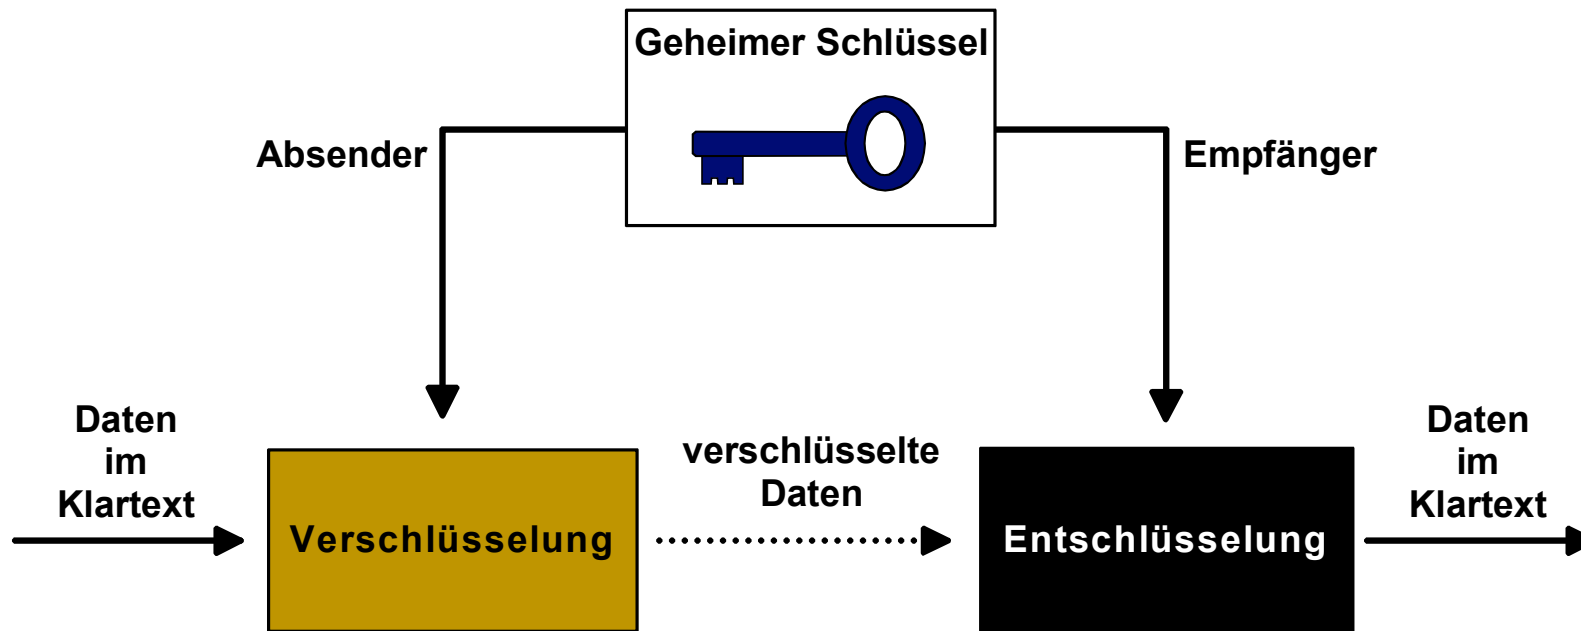 Geheimer Schlüssel
Absender
Empfänger
Daten
im
Klartext
Verschlüsselung
verschlüsselte
Daten
Entschlüsselung
Daten
im
Klartext